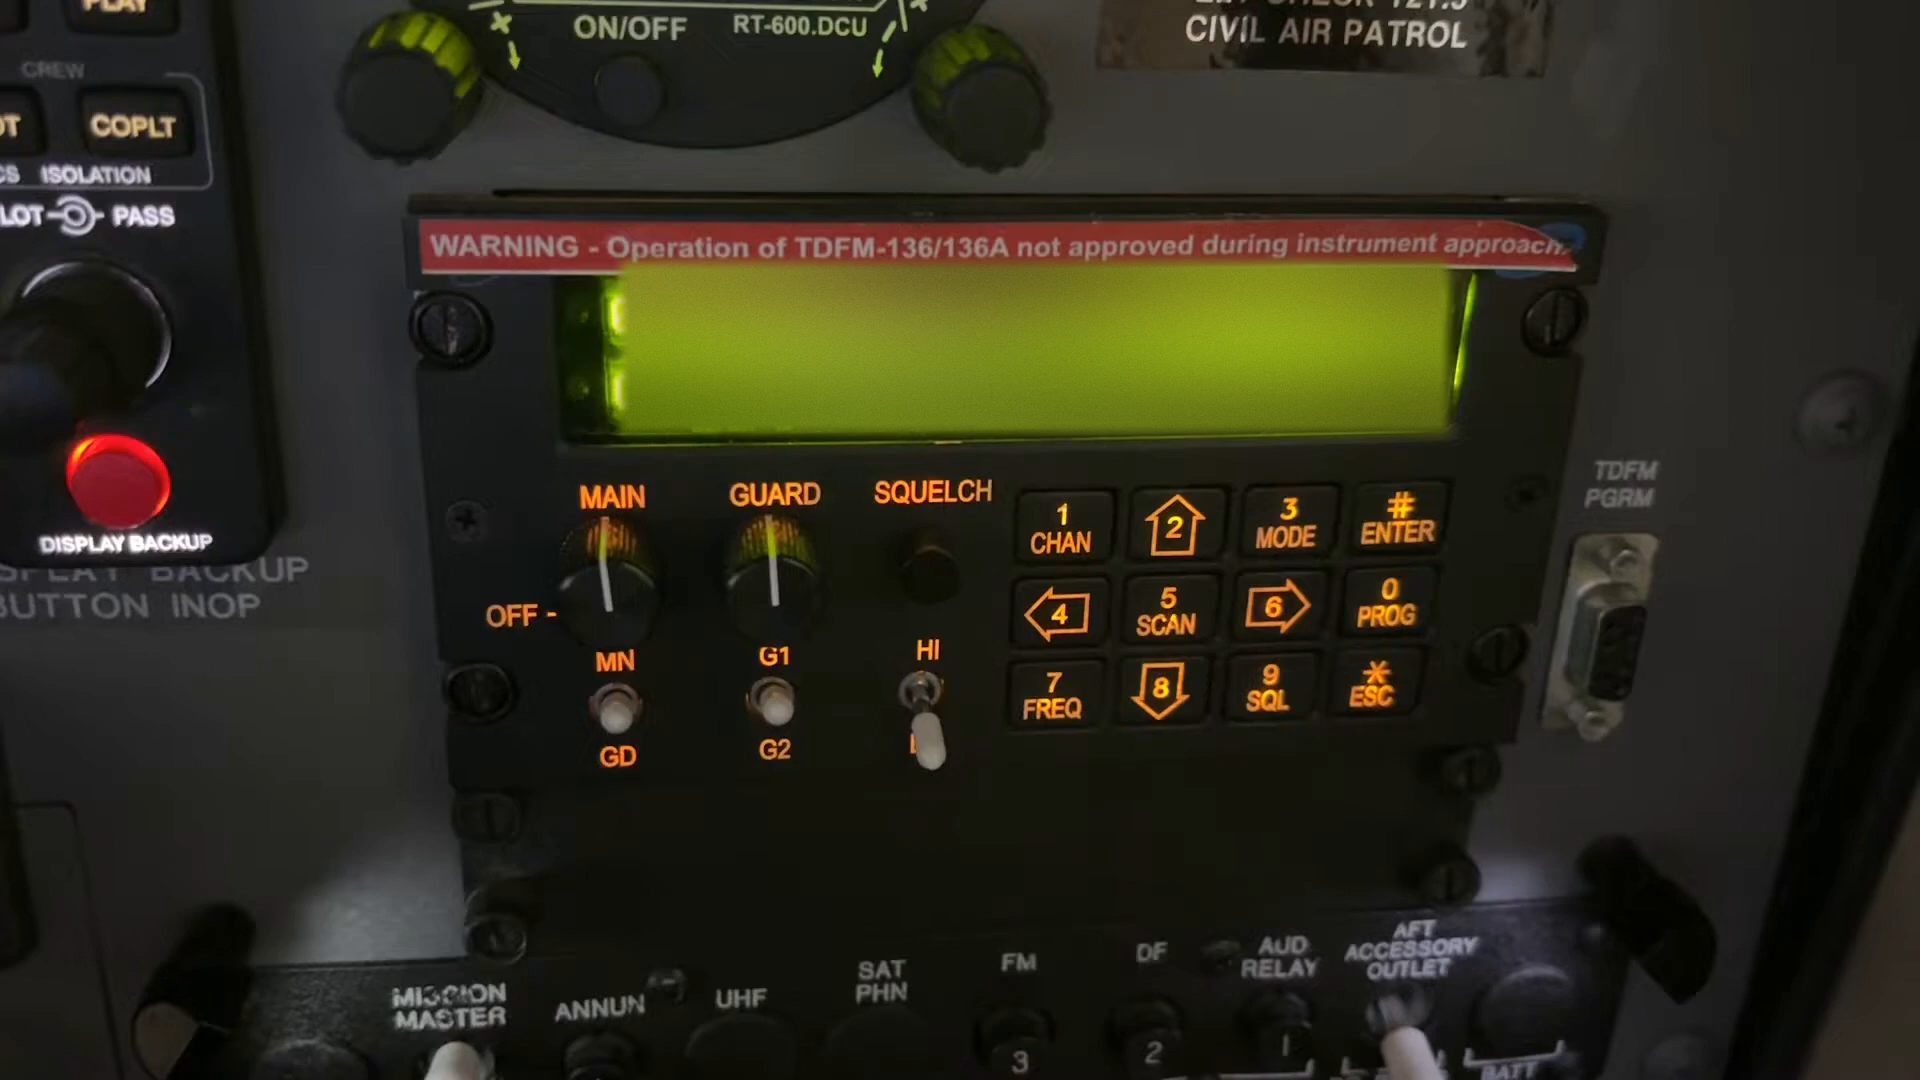 PLAY
ON/OFF
RT-600.DCU
CIVIL AIR PATROL
CREW
COPLT
ISOLATION
PASS
WARNING - Operation of TDFM-136/136A not approved during instrument approach.
DISPLAY BACKUP
BACKUP
BUTTON INOP
TDFM
PGRM
MAIN
GUARD
SQUELCH
OFF -
MN
GD
G1
G2
HI
1
CHAN
2
3
MODE
#
ENTER
4
5
SCAN
6
0
PROG
7
FREQ
8
9
SQL
*
ESC
MISSION
MASTER
ANNUN
UHF
SAT
PHN
FM
3
DF
2
AUD
RELAY
1
AFT
ACCESSORY
OUTLET
BATT